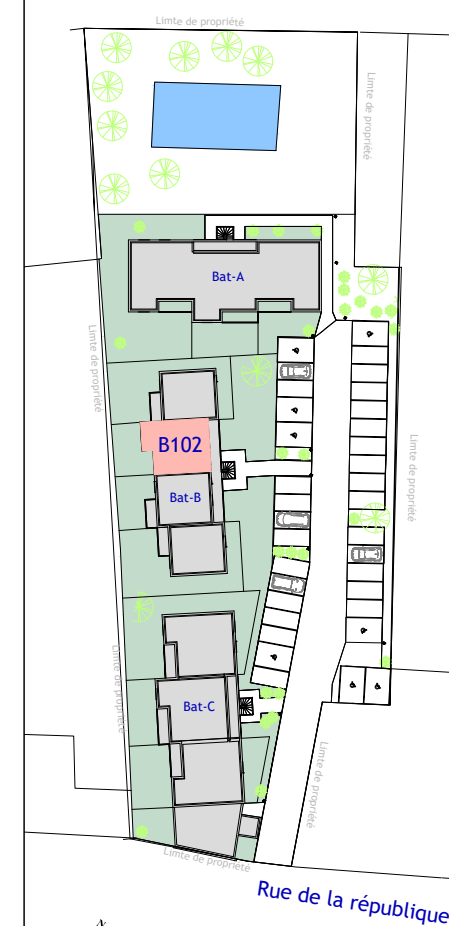 Limte de propriété
Limte de propriété
Bat-A
Limte de propriété
B102
Limte de propriété
Bat-B
Limte de propriété
Bat-C
Limte de propriété
Limte de propriété
Rue de la république
N